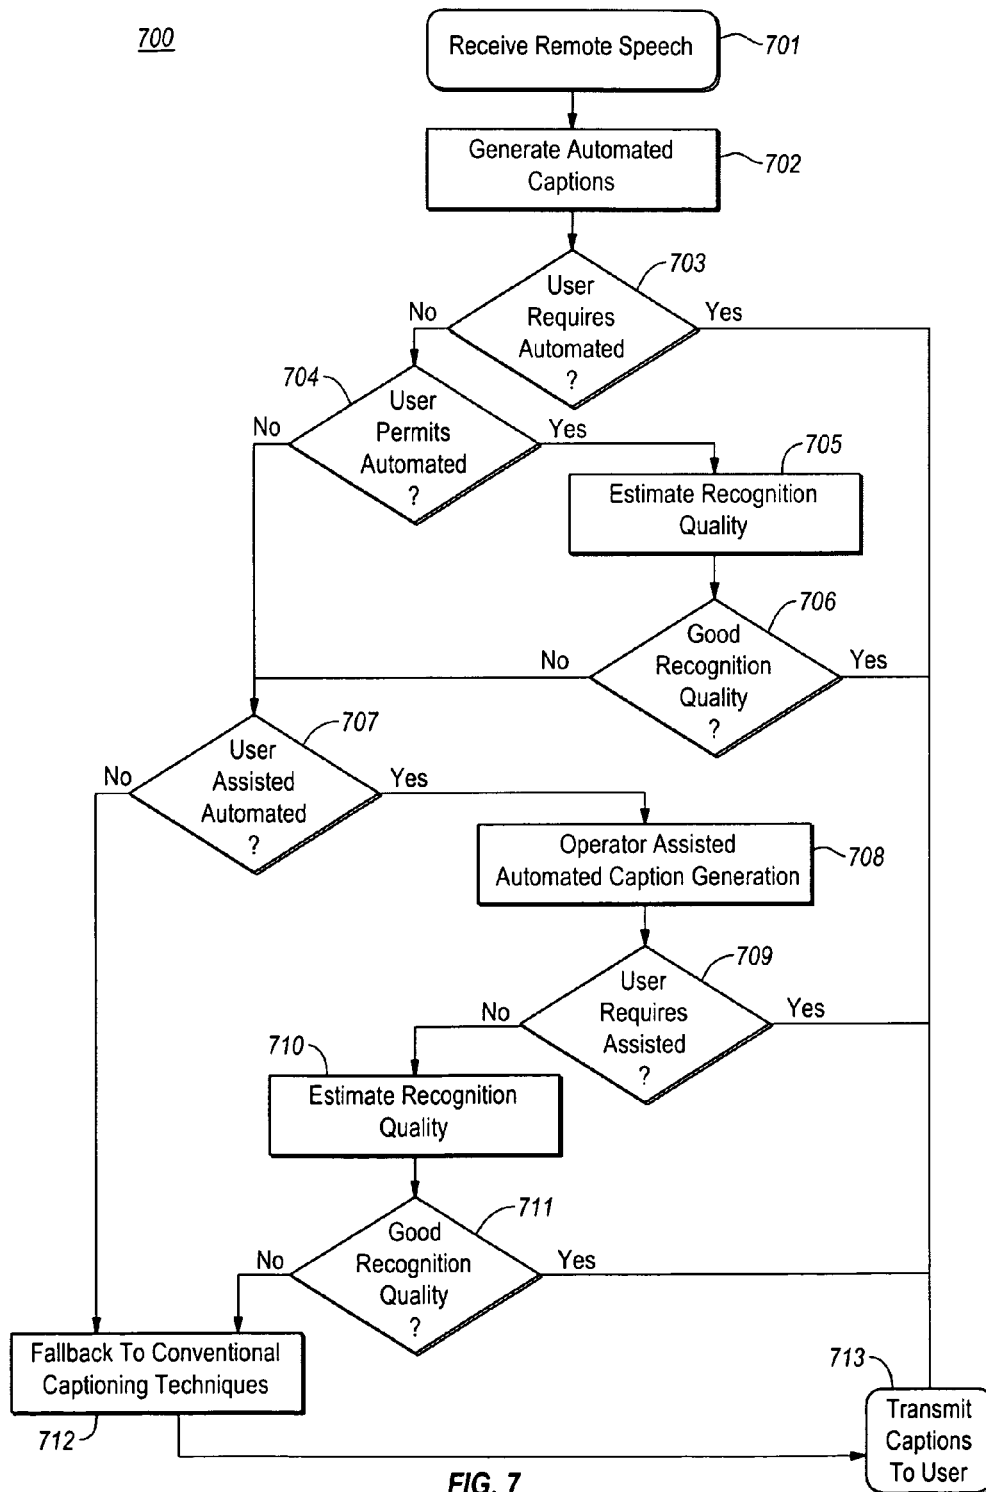 700
Receive Remote Speech
701
Generate Automated
Captions
702
703
User
Requires
Automated
?
No
Yes
704
User
Permits
Automated
?
No
Yes
705
Estimate Recognition
Quality
706
Good
Recognition
Quality
?
No
Yes
707
User
Assisted
Automated
?
No
Yes
Operator Assisted
Automated Caption Generation
708
709
User
Requires
Assisted
?
No
Yes
710
Estimate Recognition
Quality
711
Good
Recognition
Quality
?
No
Yes
Fallback To Conventional
Captioning Techniques
712
713
Transmit
Captions
To User
FIG. 7